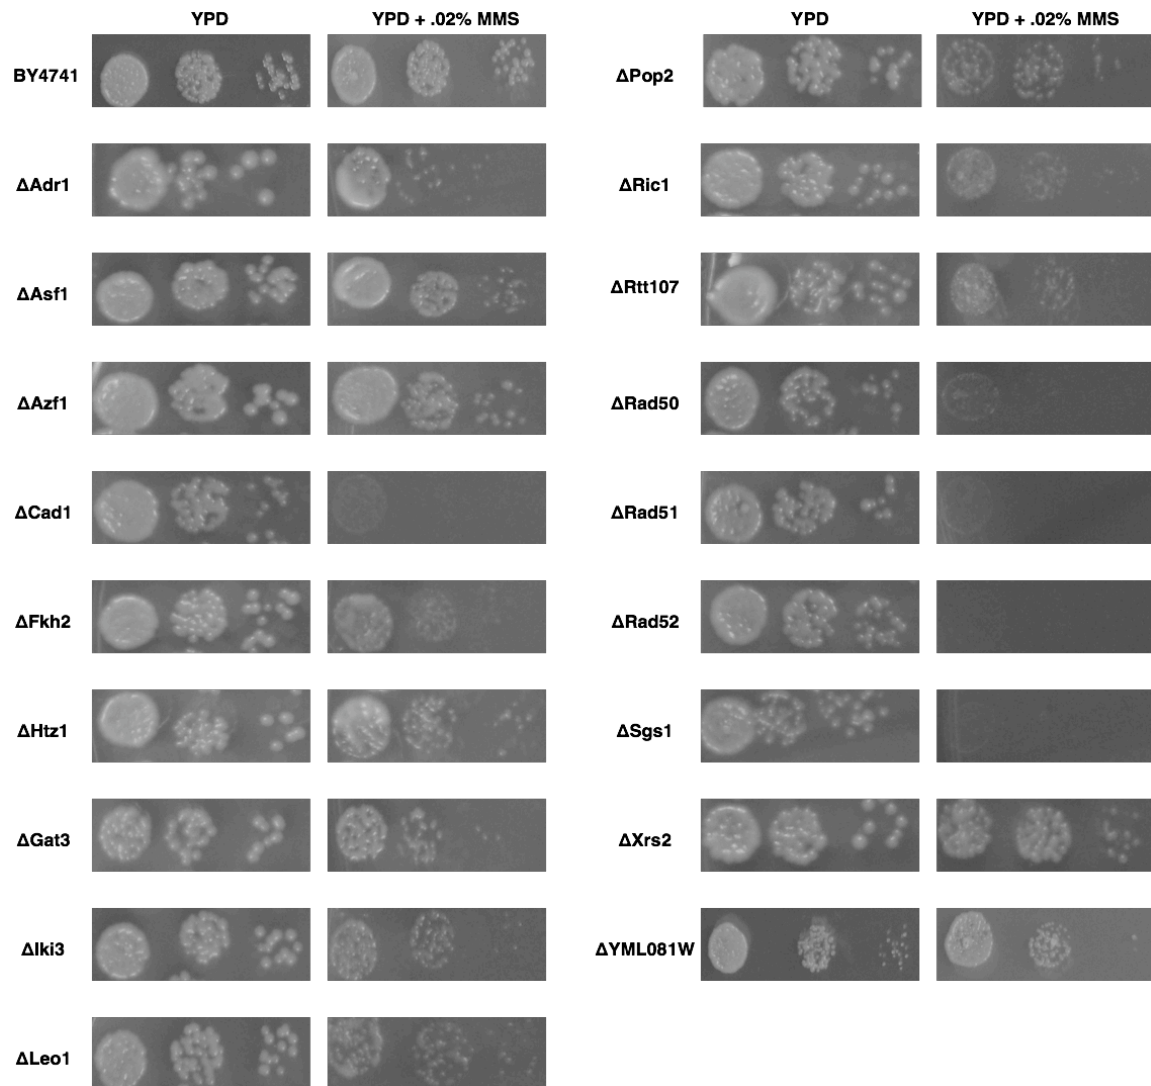 YPD YPD + .02% MMS
BY4741
ΔAdr1
ΔAsf1
ΔAzf1
ΔCad1
ΔFkh2
ΔHtz1
ΔGat3
ΔIki3
ΔLeo1
YPD YPD + .02% MMS
ΔPop2
ΔRic1
ΔRtt107
ΔRad50
ΔRad51
ΔRad52
ΔSgs1
ΔXrs2
ΔYML081W